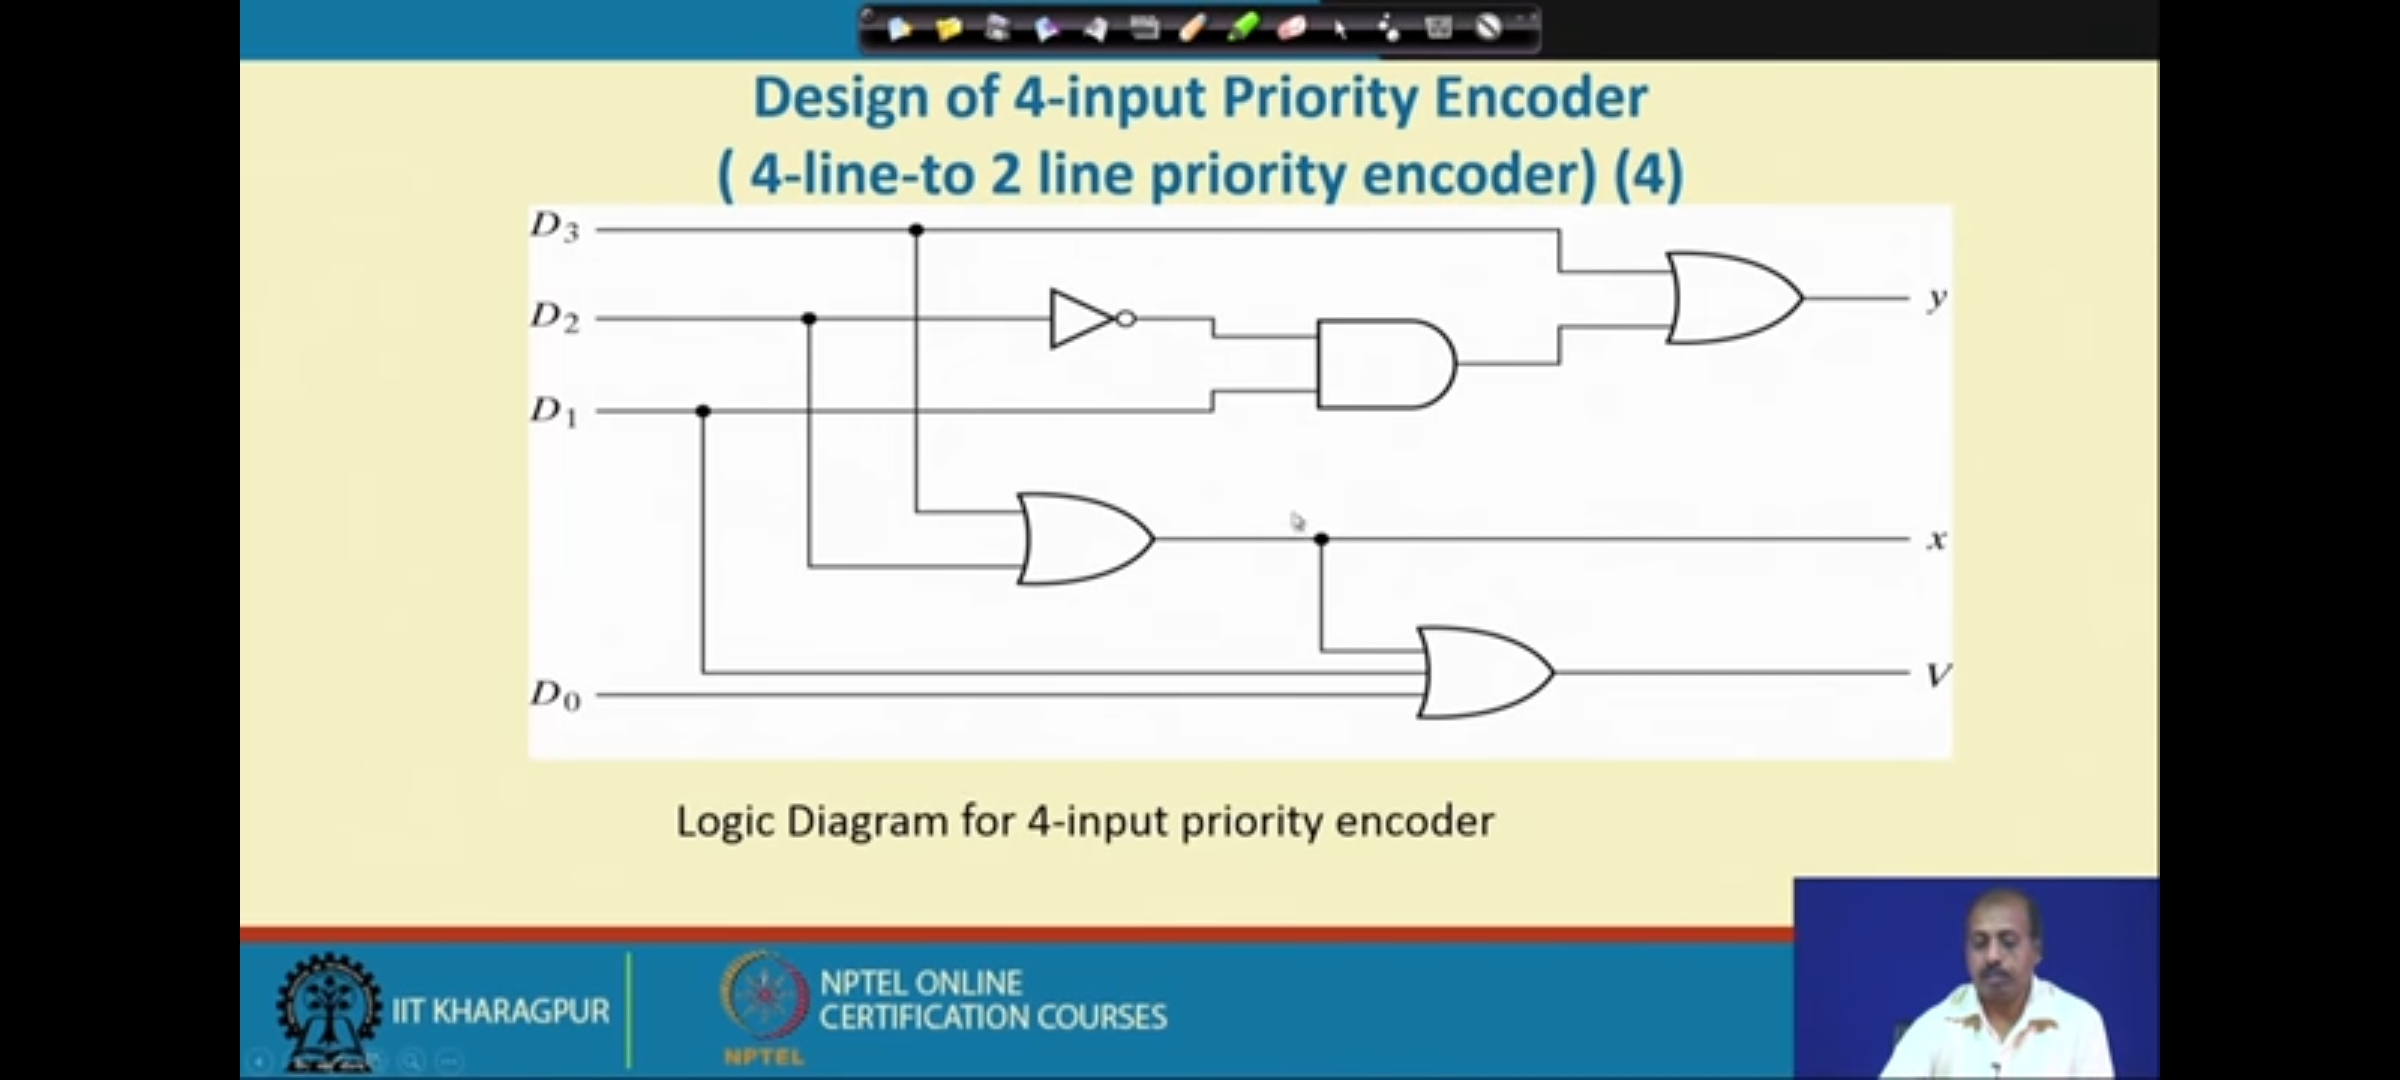 Design of 4-input Priority Encoder
( 4-line-to 2 line priority encoder) (4)
D3
D2
D1
D0
y
x
V
Logic Diagram for 4-input priority encoder
IIT KHARAGPUR
NPTEL
NPTEL ONLINE
CERTIFICATION COURSES